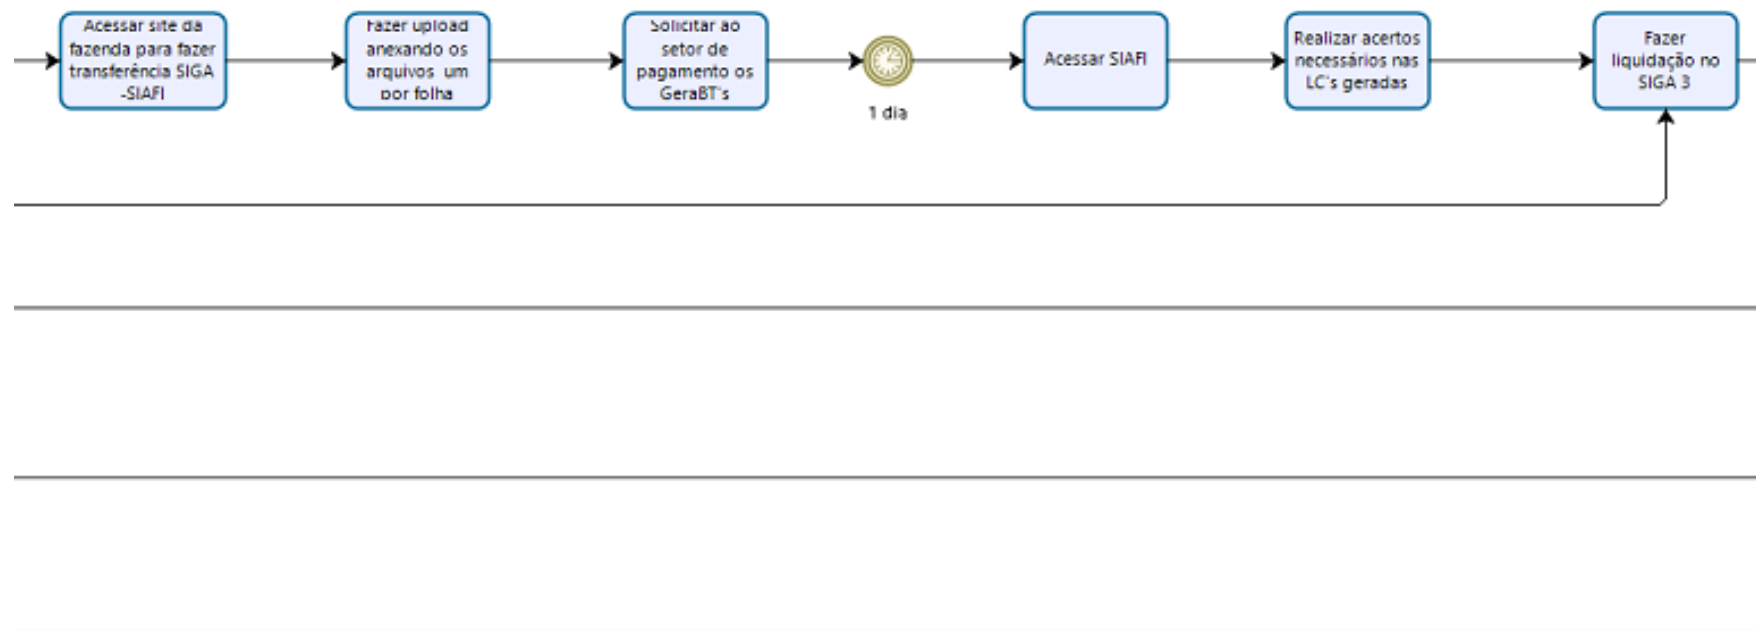 Acessar site da
fazenda para fazer
transferência SIGA
-SIAFI
Fazer upload
anexando os
arquivos um
por folha
Solicitar ao
setor de
pagamento os
GeraBT's
1 dia
Acessar SIAFI
Realizar acertos
necessários nas
LC's geradas
Fazer
liquidação no
SIGA 3